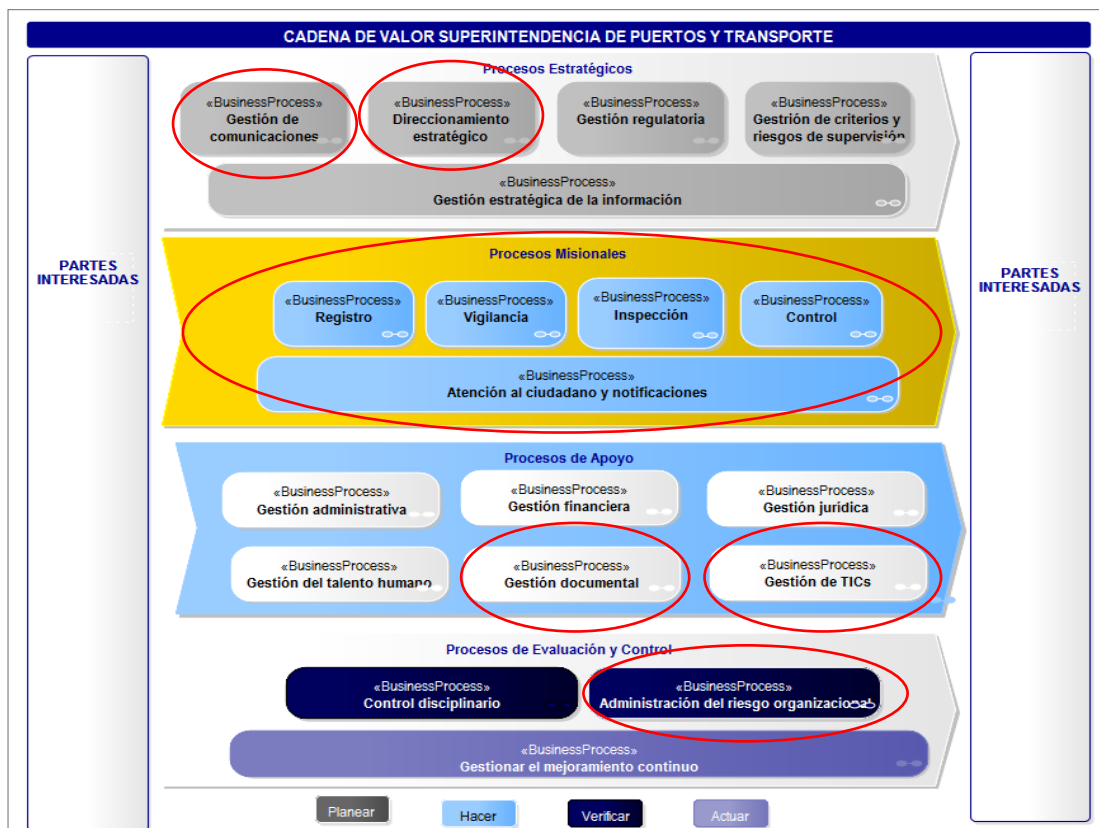 CADENA DE VALOR SUPERINTENDENCIA DE PUERTOS Y TRANSPORTE
PARTES
INTERESADAS
Procesos Estratégicos
«BusinessProcess»
Gestión de
comunicaciones
«BusinessProcess»
Direccionamiento
estratégico
«BusinessProcess»
Gestión regulatoria
«BusinessProcess»
Gestrión de criterios y
riesgos de supervisión
«BusinessProcess»
Gestión estratégica de la información
Procesos Misionales
«BusinessProcess»
Registro
«BusinessProcess»
Vigilancia
«BusinessProcess»
Inspección
«BusinessProcess»
Control
«BusinessProcess»
Atención al ciudadano y notificaciones
Procesos de Apoyo
«BusinessProcess»
Gestión administrativa
«BusinessProcess»
Gestión financiera
«BusinessProcess»
Gestión jurídica
«BusinessProcess»
Gestión del talento humano
«BusinessProcess»
Gestión documental
«BusinessProcess»
Gestión de TICs
Procesos de Evaluación y Control
«BusinessProcess»
Control disciplinario
«BusinessProcess»
Administración del riesgo organizacional
«BusinessProcess»
Gestionar el mejoramiento continuo
Planear
Hacer
Verificar
Actuar
PARTES
INTERESADAS